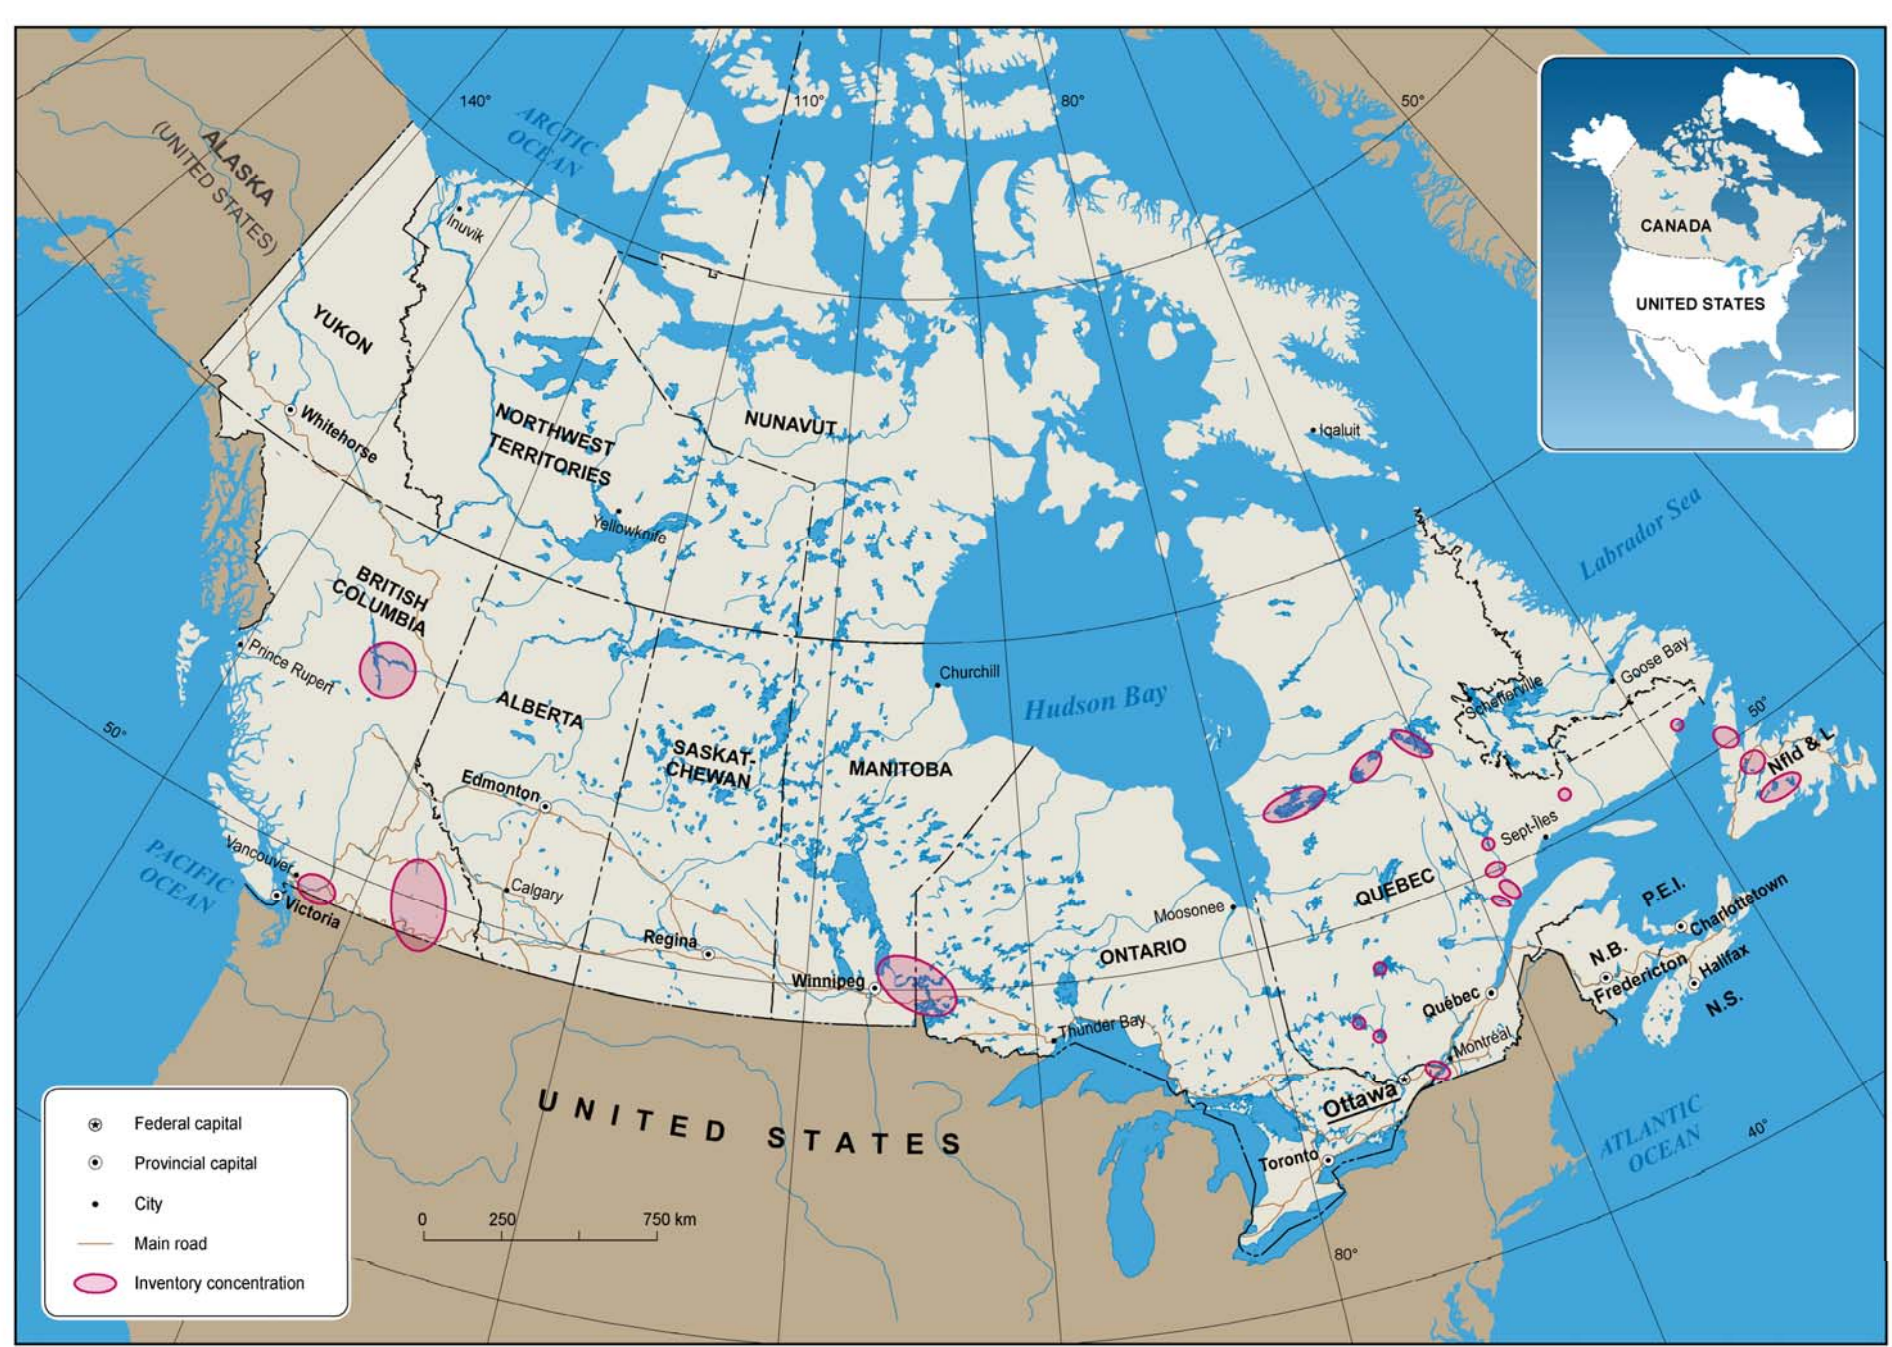 140°
110°
80°
50°
ARCTIC
OCEAN
ALASKA
(UNITED STATES)
CANADA
UNITED STATES
Inuvik
YUKON
Whitehorse
NORTHWEST
TERRITORIES
NUNAVUT
Iqaluit
Yellowknife
Labrador Sea
BRITISH
COLUMBIA
Prince Rupert
Churchill
Hudson Bay
Goose Bay
Schefferville
50°
50°
ALBERTA
SASKAT-
CHEWAN
MANITOBA
Nfld & L.
Edmonton
Sept-Îles
PACIFIC
OCEAN
Vancouver
Victoria
Calgary
QUÉBEC
Moosonee
P.E.I.
Charlottetown
Regina
ONTARIO
N.B.
Fredericton
Halifax
N.S.
Winnipeg
Québec
Thunder Bay
Montréal
Ottawa
UNITED STATES
Toronto
ATLANTIC
OCEAN
40°
80°
Federal capital
Provincial capital
City
Main road
Inventory concentration
0 250 750 km